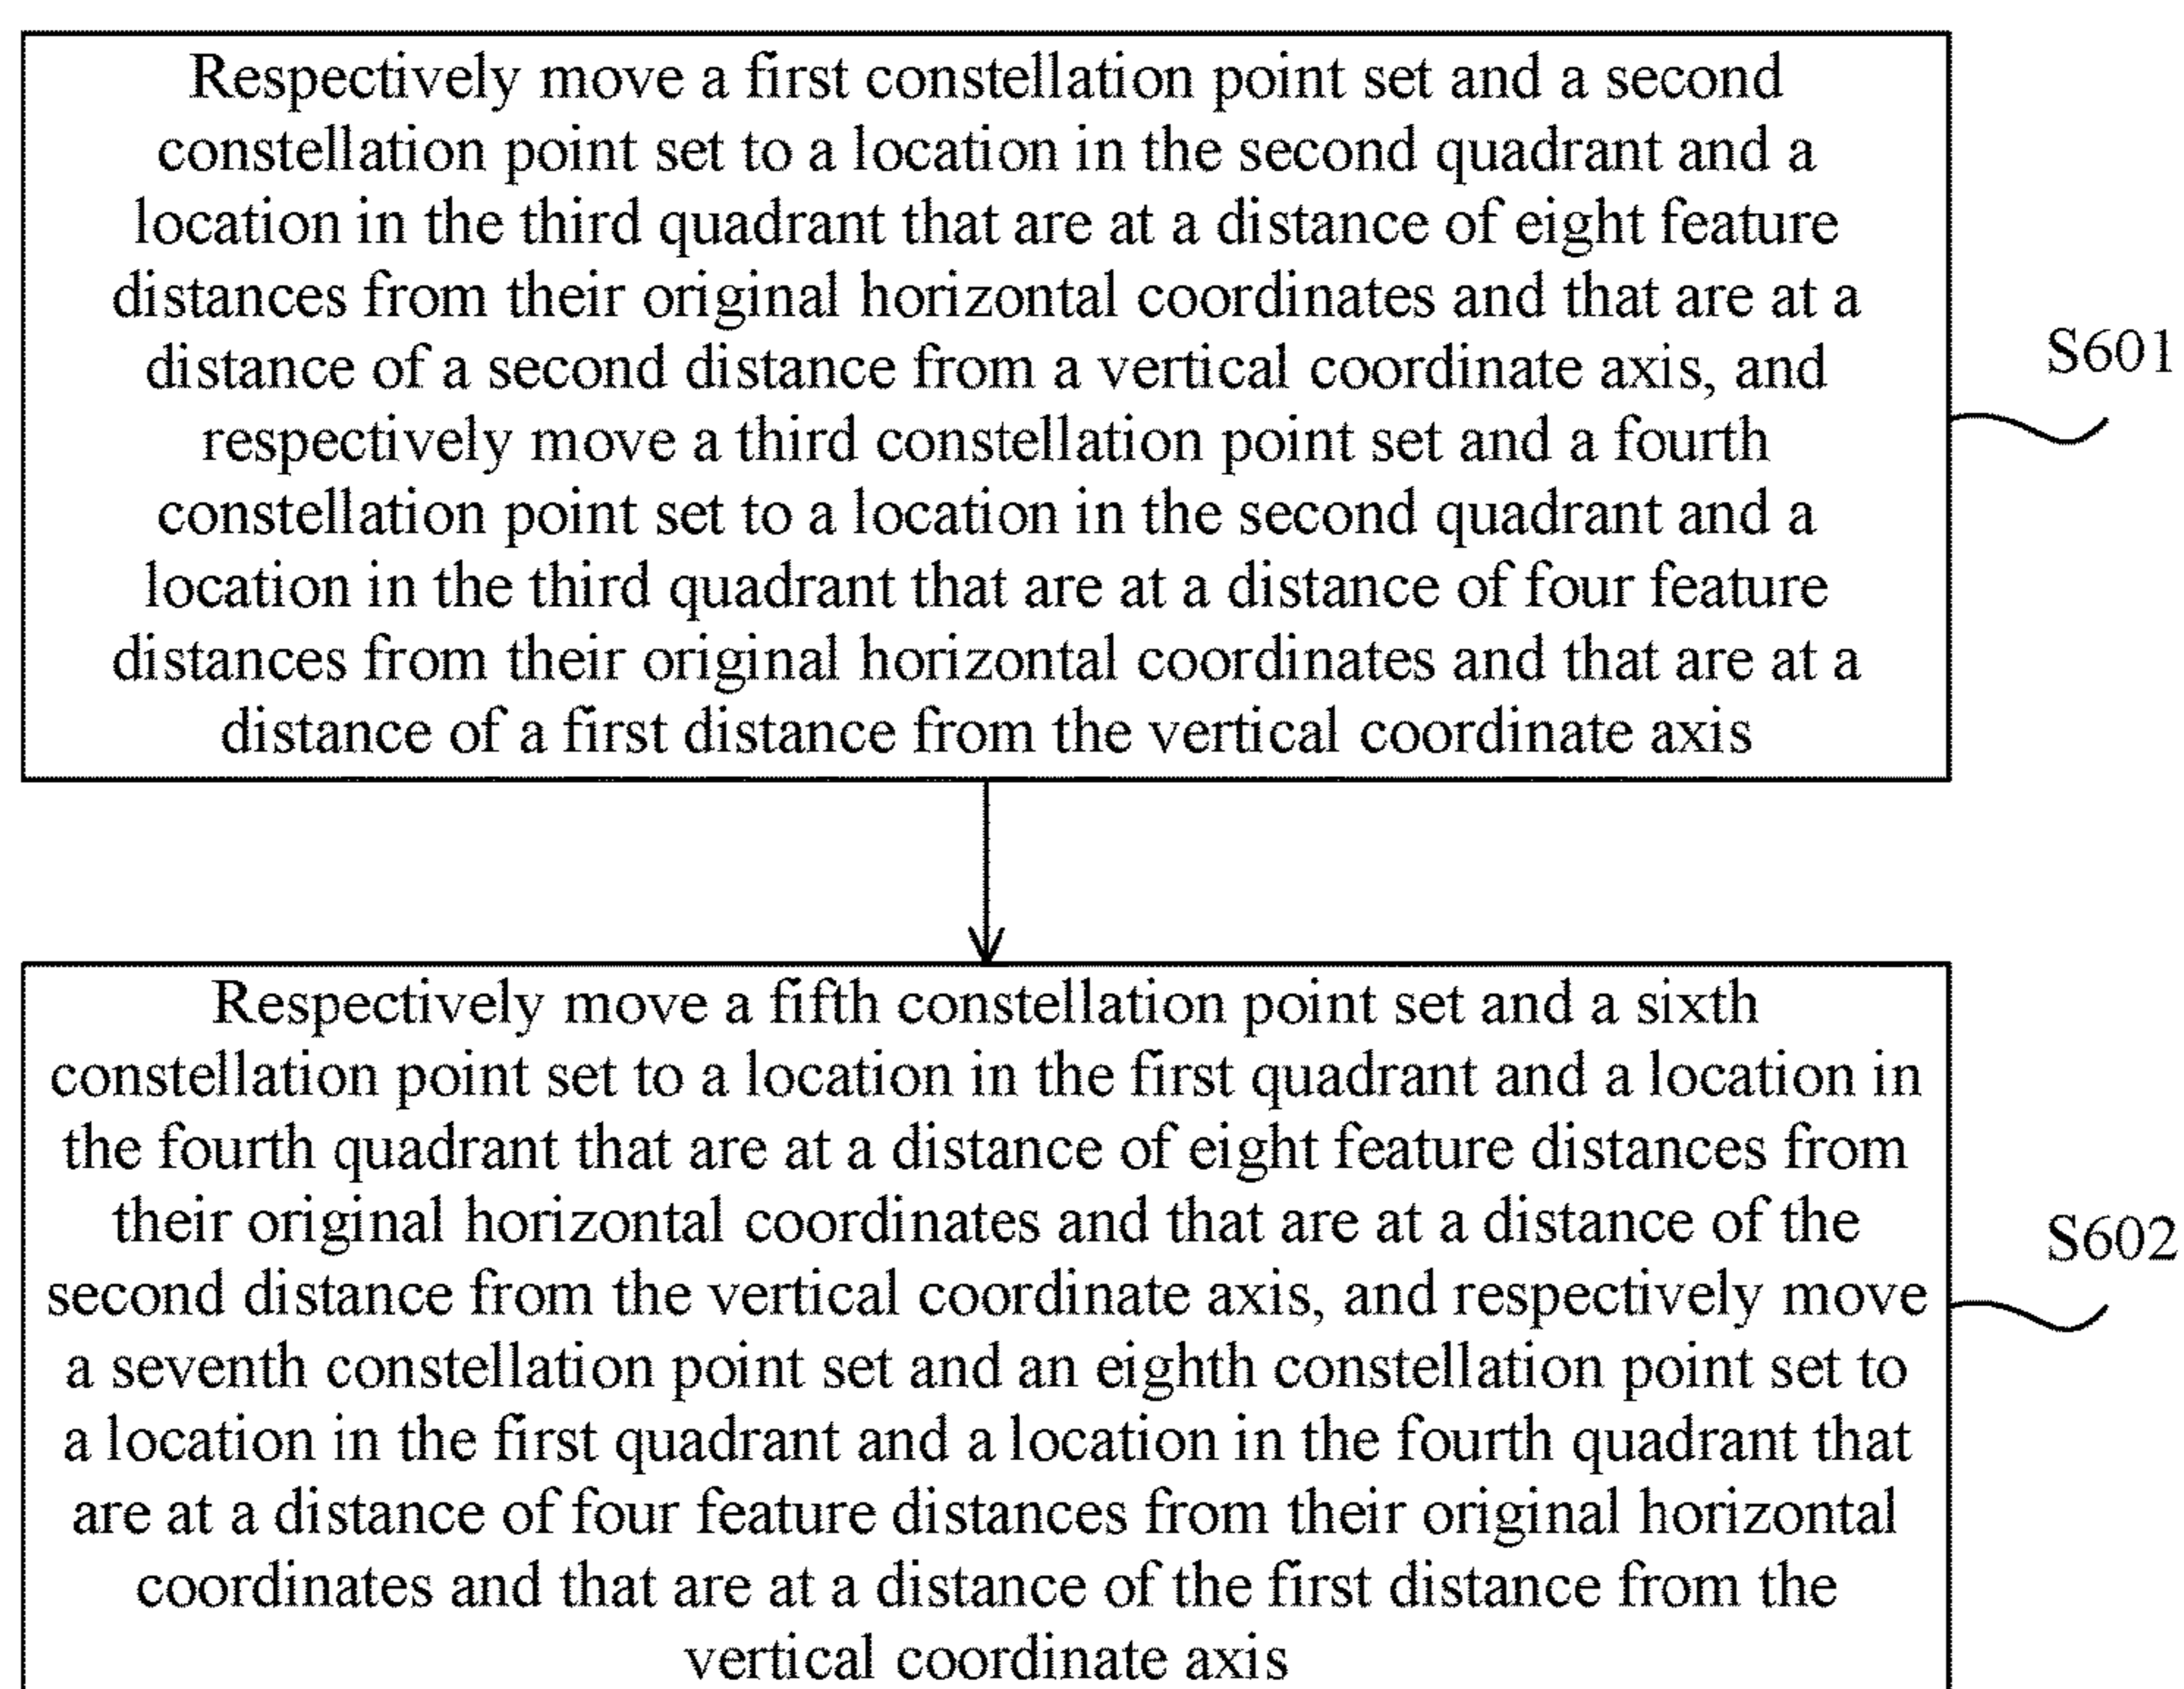 Respectively move a first constellation point set and a second
constellation point set to a location in the second quadrant and a
location in the third quadrant that are at a distance of eight feature
distances from their original horizontal coordinates and that are at a
distance of a second distance from a vertical coordinate axis, and
respectively move a third constellation point set and a fourth
constellation point set to a location in the second quadrant and a
location in the third quadrant that are at a distance of four feature
distances from their original horizontal coordinates and that are at a
distance of a first distance from the vertical coordinate axis
S601
Respectively move a fifth constellation point set and a sixth
constellation point set to a location in the first quadrant and a location in
the fourth quadrant that are at a distance of eight feature distances from
their original horizontal coordinates and that are at a distance of the
second distance from the vertical coordinate axis, and respectively move
a seventh constellation point set and an eighth constellation point set to
a location in the first quadrant and a location in the fourth quadrant that
are at a distance of four feature distances from their original horizontal
coordinates and that are at a distance of the first distance from the
vertical coordinate axis
S602